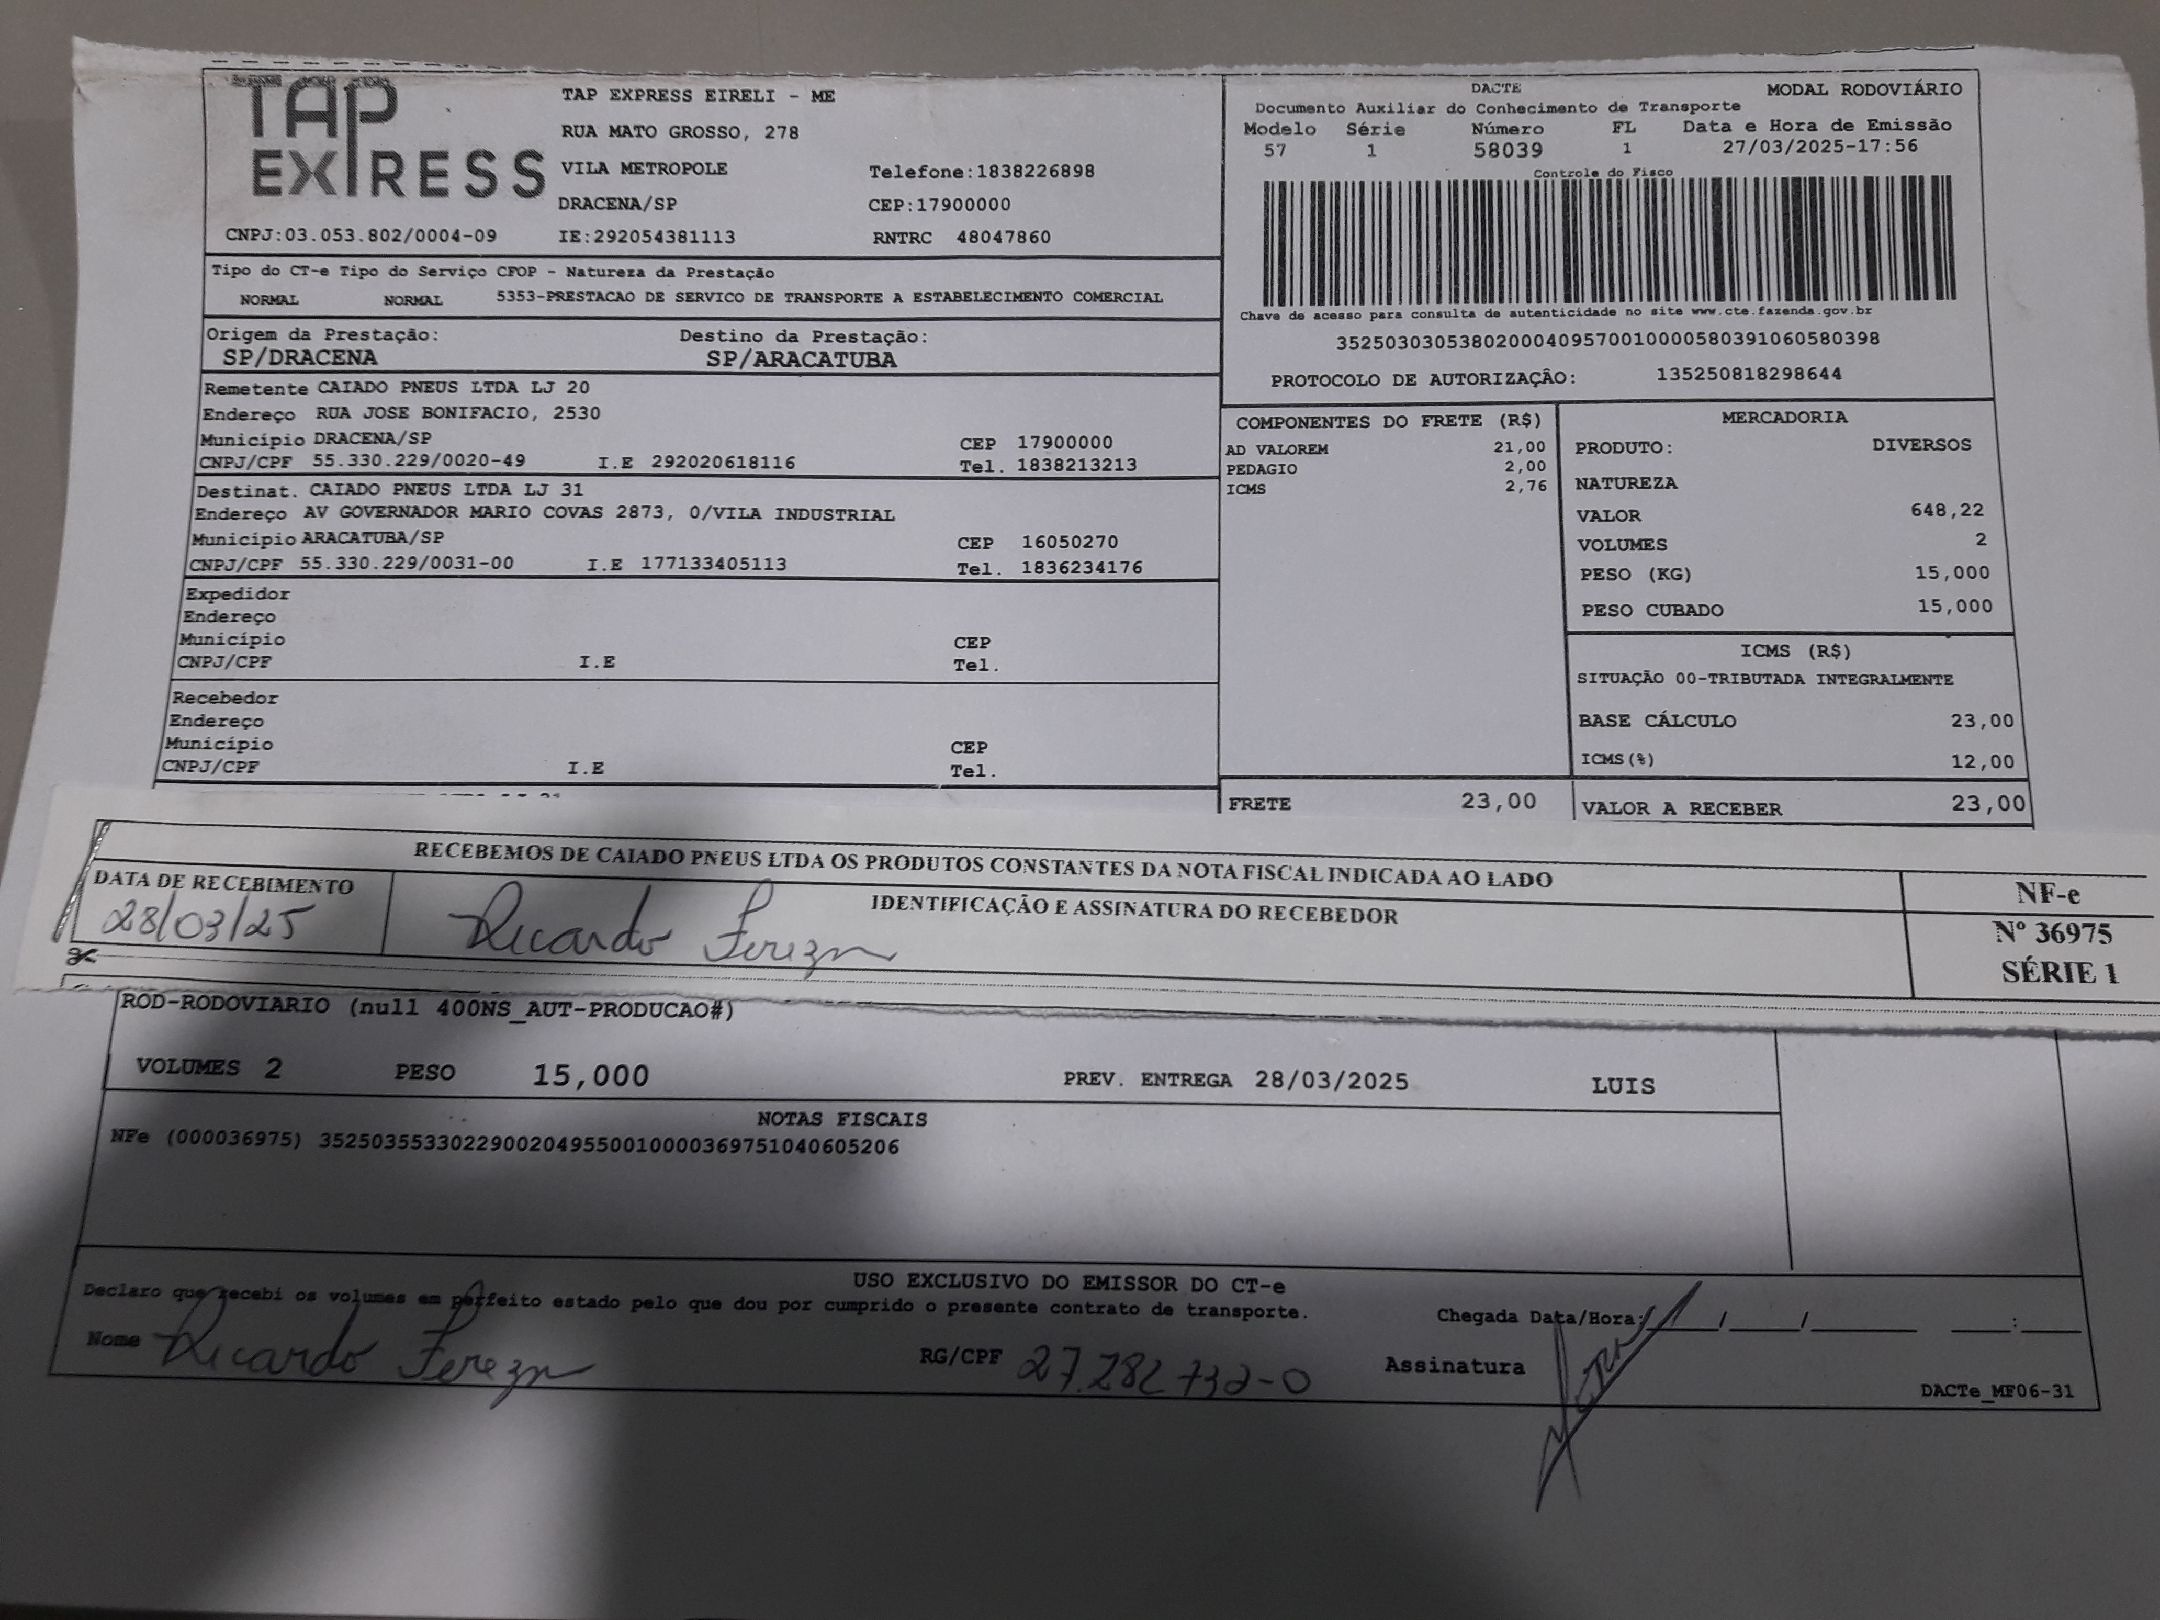 TAP EXPRESS
TAP EXPRESS EIRELI - ME
RUA MATO GROSSO, 278
VILA METROPOLE Telefone:1838226898
DRACENA/SP CEP:17900000
CNPJ:03.053.802/0004-09 IE:292054381113 RNTRC 48047860
DACTE MODAL RODOVIÁRIO
Documento Auxiliar do Conhecimento de Transporte
Modelo Série Número FL Data e Hora de Emissão
57 1 58039 1 27/03/2025-17:56
Controle do Fisco
Chave de acesso para consulta de autenticidade no site www.cte.fazenda.gov.br
35250303053802000409570010000580391060580398
PROTOCOLO DE AUTORIZAÇÃO: 135250818298644
Tipo do CT-e Tipo do Serviço CFOP - Natureza da Prestação
NORMAL NORMAL 5353-PRESTACAO DE SERVICO DE TRANSPORTE A ESTABELECIMENTO COMERCIAL
Origem da Prestação: Destino da Prestação:
SP/DRACENA SP/ARACATUBA
Remetente CAIADO PNEUS LTDA LJ 20
Endereço RUA JOSE BONIFACIO, 2530
Município DRACENA/SP CEP 17900000
CNPJ/CPF 55.330.229/0020-49 I.E 292020618116 Tel. 1838213213
Destinat. CAIADO PNEUS LTDA LJ 31
Endereço AV GOVERNADOR MARIO COVAS 2873, 0/VILA INDUSTRIAL
Município ARACATUBA/SP CEP 16050270
CNPJ/CPF 55.330.229/0031-00 I.E 177133405113 Tel. 1836234176
Expedidor
Endereço
Município CEP
CNPJ/CPF I.E Tel.
Recebedor
Endereço
Município CEP
CNPJ/CPF I.E Tel.
COMPONENTES DO FRETE (R$)
AD VALOREM 21,00
PEDAGIO 2,00
ICMS 2,76
FRETE 23,00
MERCADORIA
PRODUTO: DIVERSOS
NATUREZA
VALOR 648,22
VOLUMES 2
PESO (KG) 15,000
PESO CUBADO 15,000
ICMS (R$)
SITUAÇÃO 00-TRIBUTADA INTEGRALMENTE
BASE CÁLCULO 23,00
ICMS(%) 12,00
VALOR A RECEBER 23,00
RECEBEMOS DE CAIADO PNEUS LTDA OS PRODUTOS CONSTANTES DA NOTA FISCAL INDICADA AO LADO
DATA DE RECEBIMENTO IDENTIFICAÇÃO E ASSINATURA DO RECEBEDOR
28/03/25 Ricardo
NF-e
Nº 36975
SÉRIE 1
ROD-RODOVIARIO (null 400NS_AUT-PRODUCAO#)
VOLUMES 2 PESO 15,000 PREV. ENTREGA 28/03/2025 LUIS
NOTAS FISCAIS
NFe (000036975) 35250355330229002049550010000369751040605206
USO EXCLUSIVO DO EMISSOR DO CT-e
Declaro que recebi os volumes em perfeito estado pelo que dou por cumprido o presente contrato de transporte.
Chegada Data/Hora: / / :
Nome Ricardo RG/CPF 27.282 732-0 Assinatura
DACTe_MF06-31